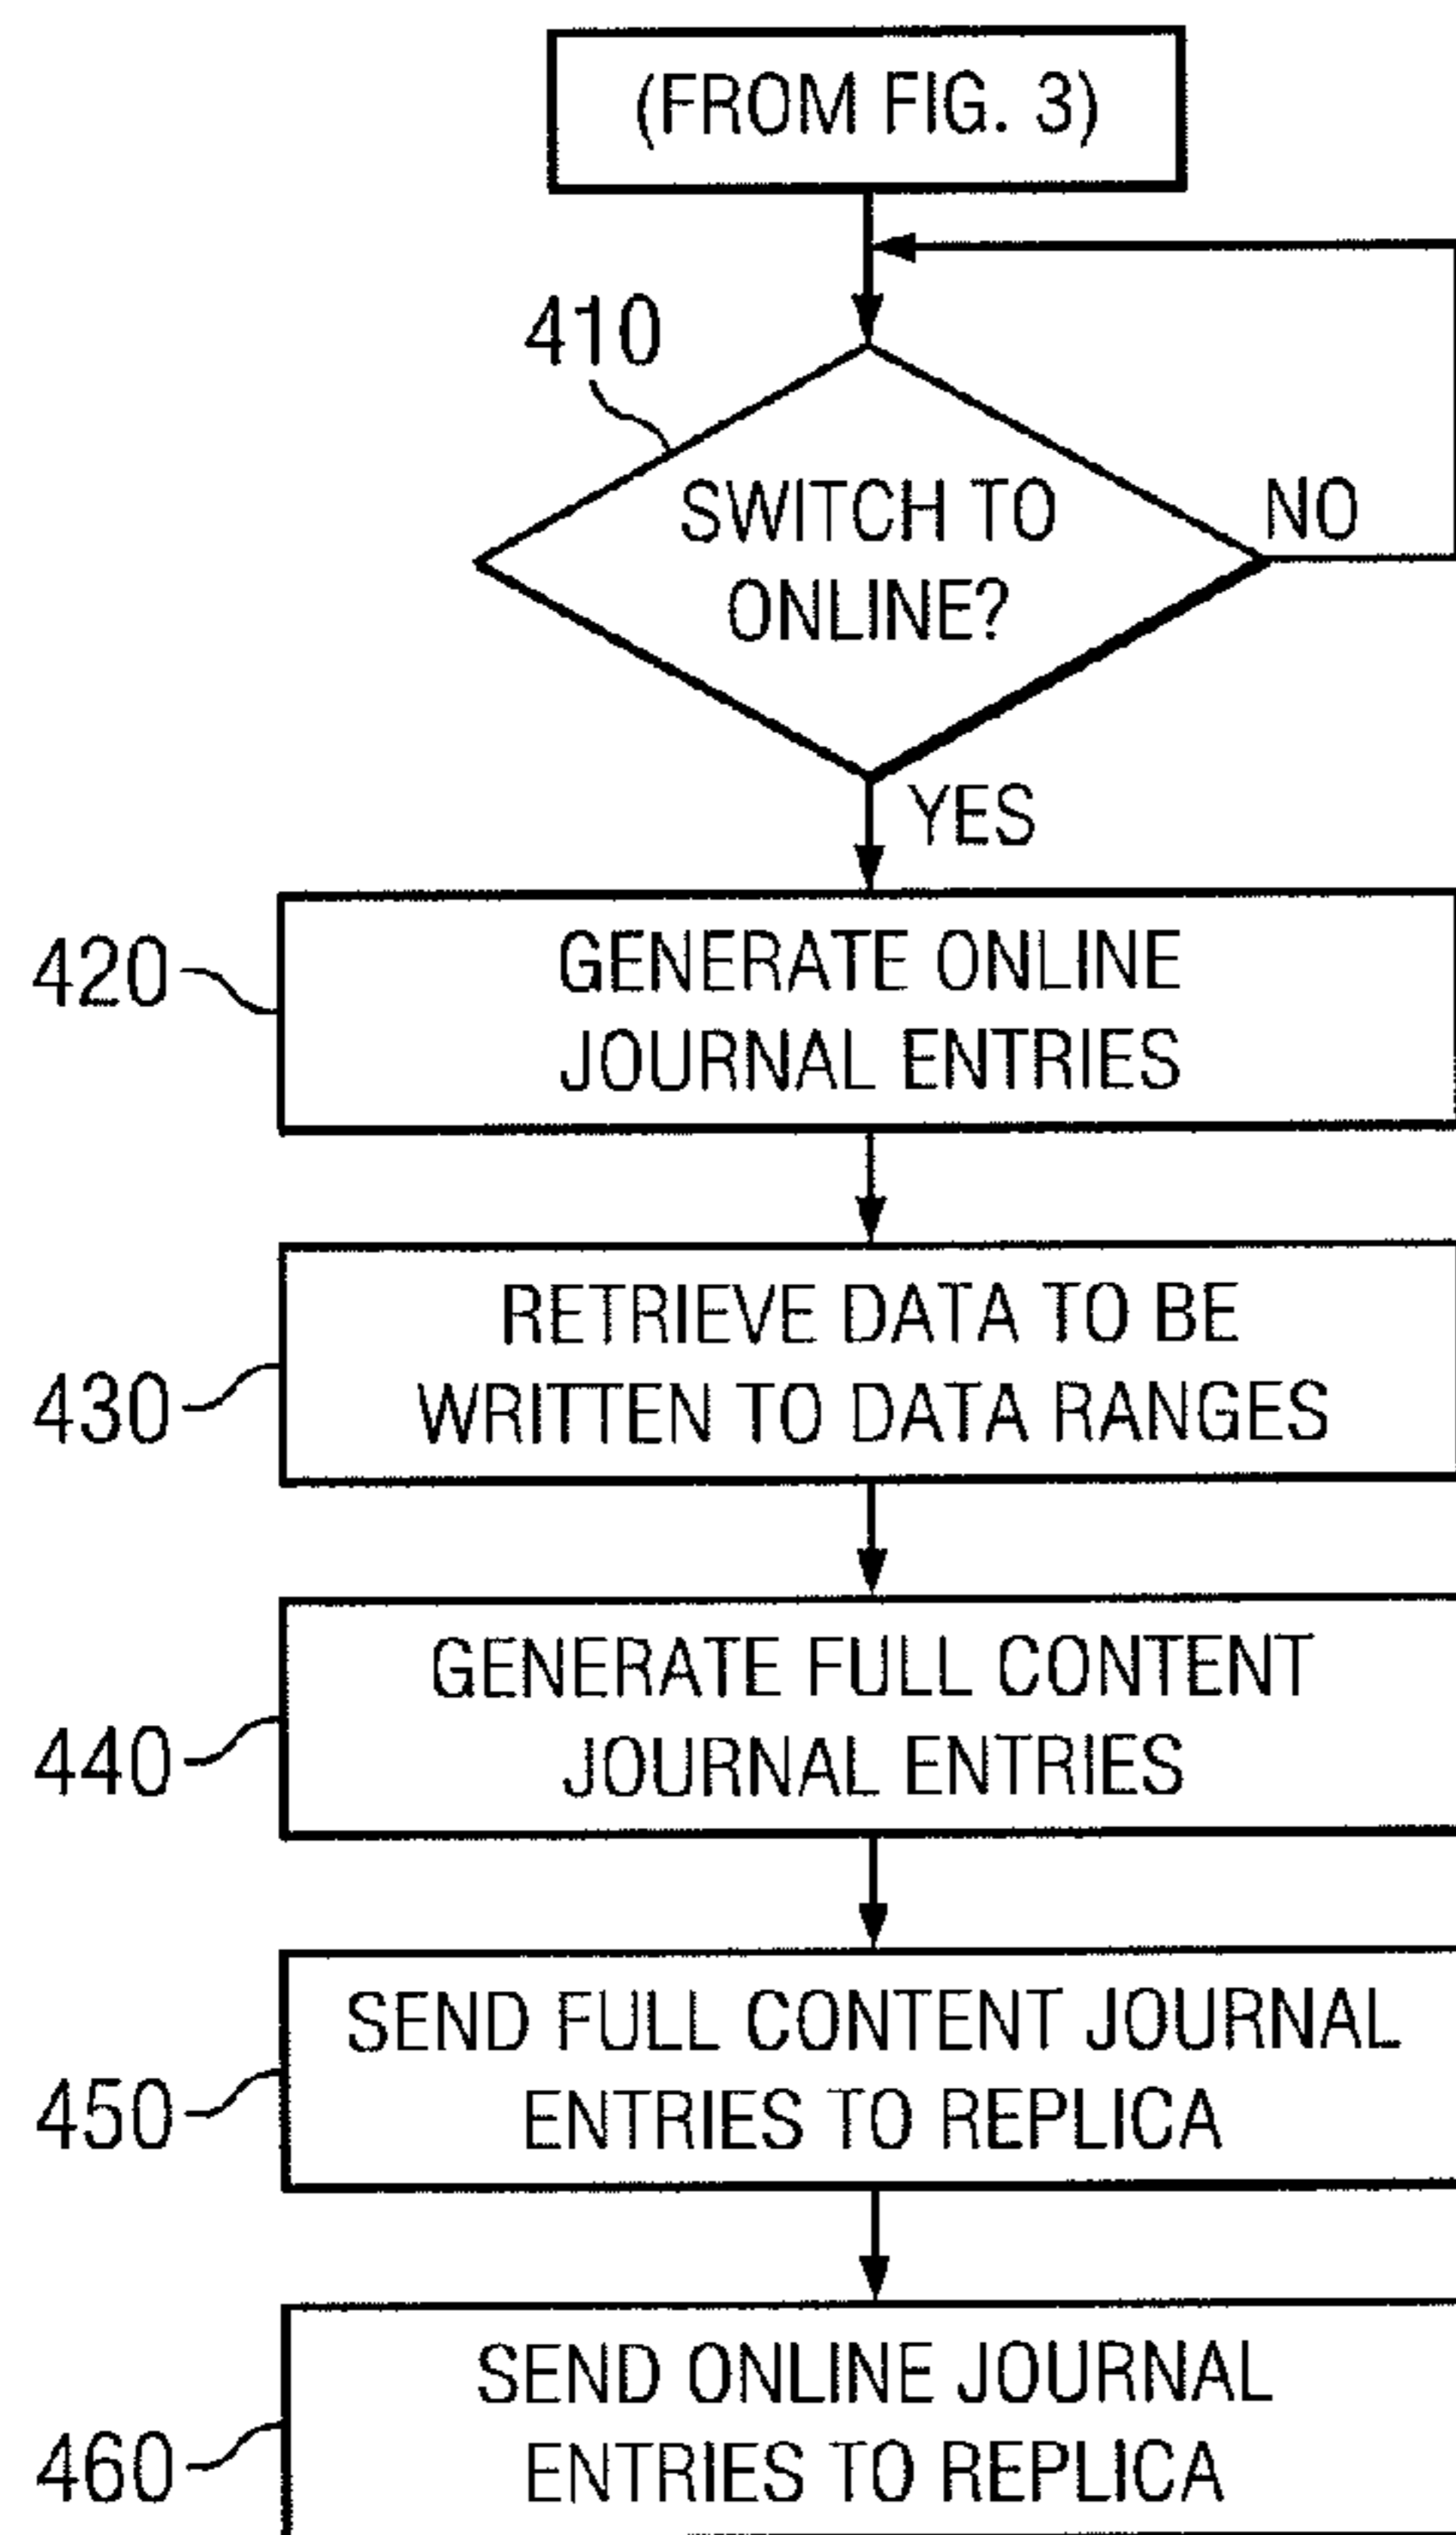 (FROM FIG. 3)
410
SWITCH TO
ONLINE?
NO
YES
420
GENERATE ONLINE
JOURNAL ENTRIES
430
RETRIEVE DATA TO BE
WRITTEN TO DATA RANGES
440
GENERATE FULL CONTENT
JOURNAL ENTRIES
450
SEND FULL CONTENT JOURNAL
ENTRIES TO REPLICA
460
SEND ONLINE JOURNAL
ENTRIES TO REPLICA